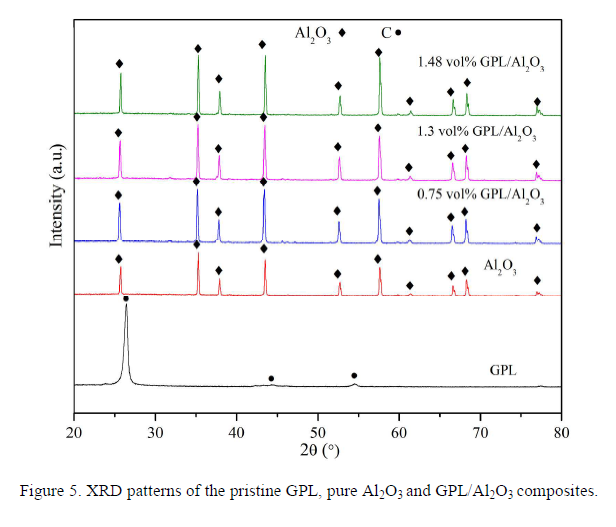 Al₂O₃ ♦ C ●
1.48 vol% GPL/Al₂O₃
1.3 vol% GPL/Al₂O₃
0.75 vol% GPL/Al₂O₃
Al₂O₃
GPL
Intensity (a.u.)
20 30 40 50 60 70 80
2θ (°)
Figure 5. XRD patterns of the pristine GPL, pure Al₂O₃ and GPL/Al₂O₃ composites.